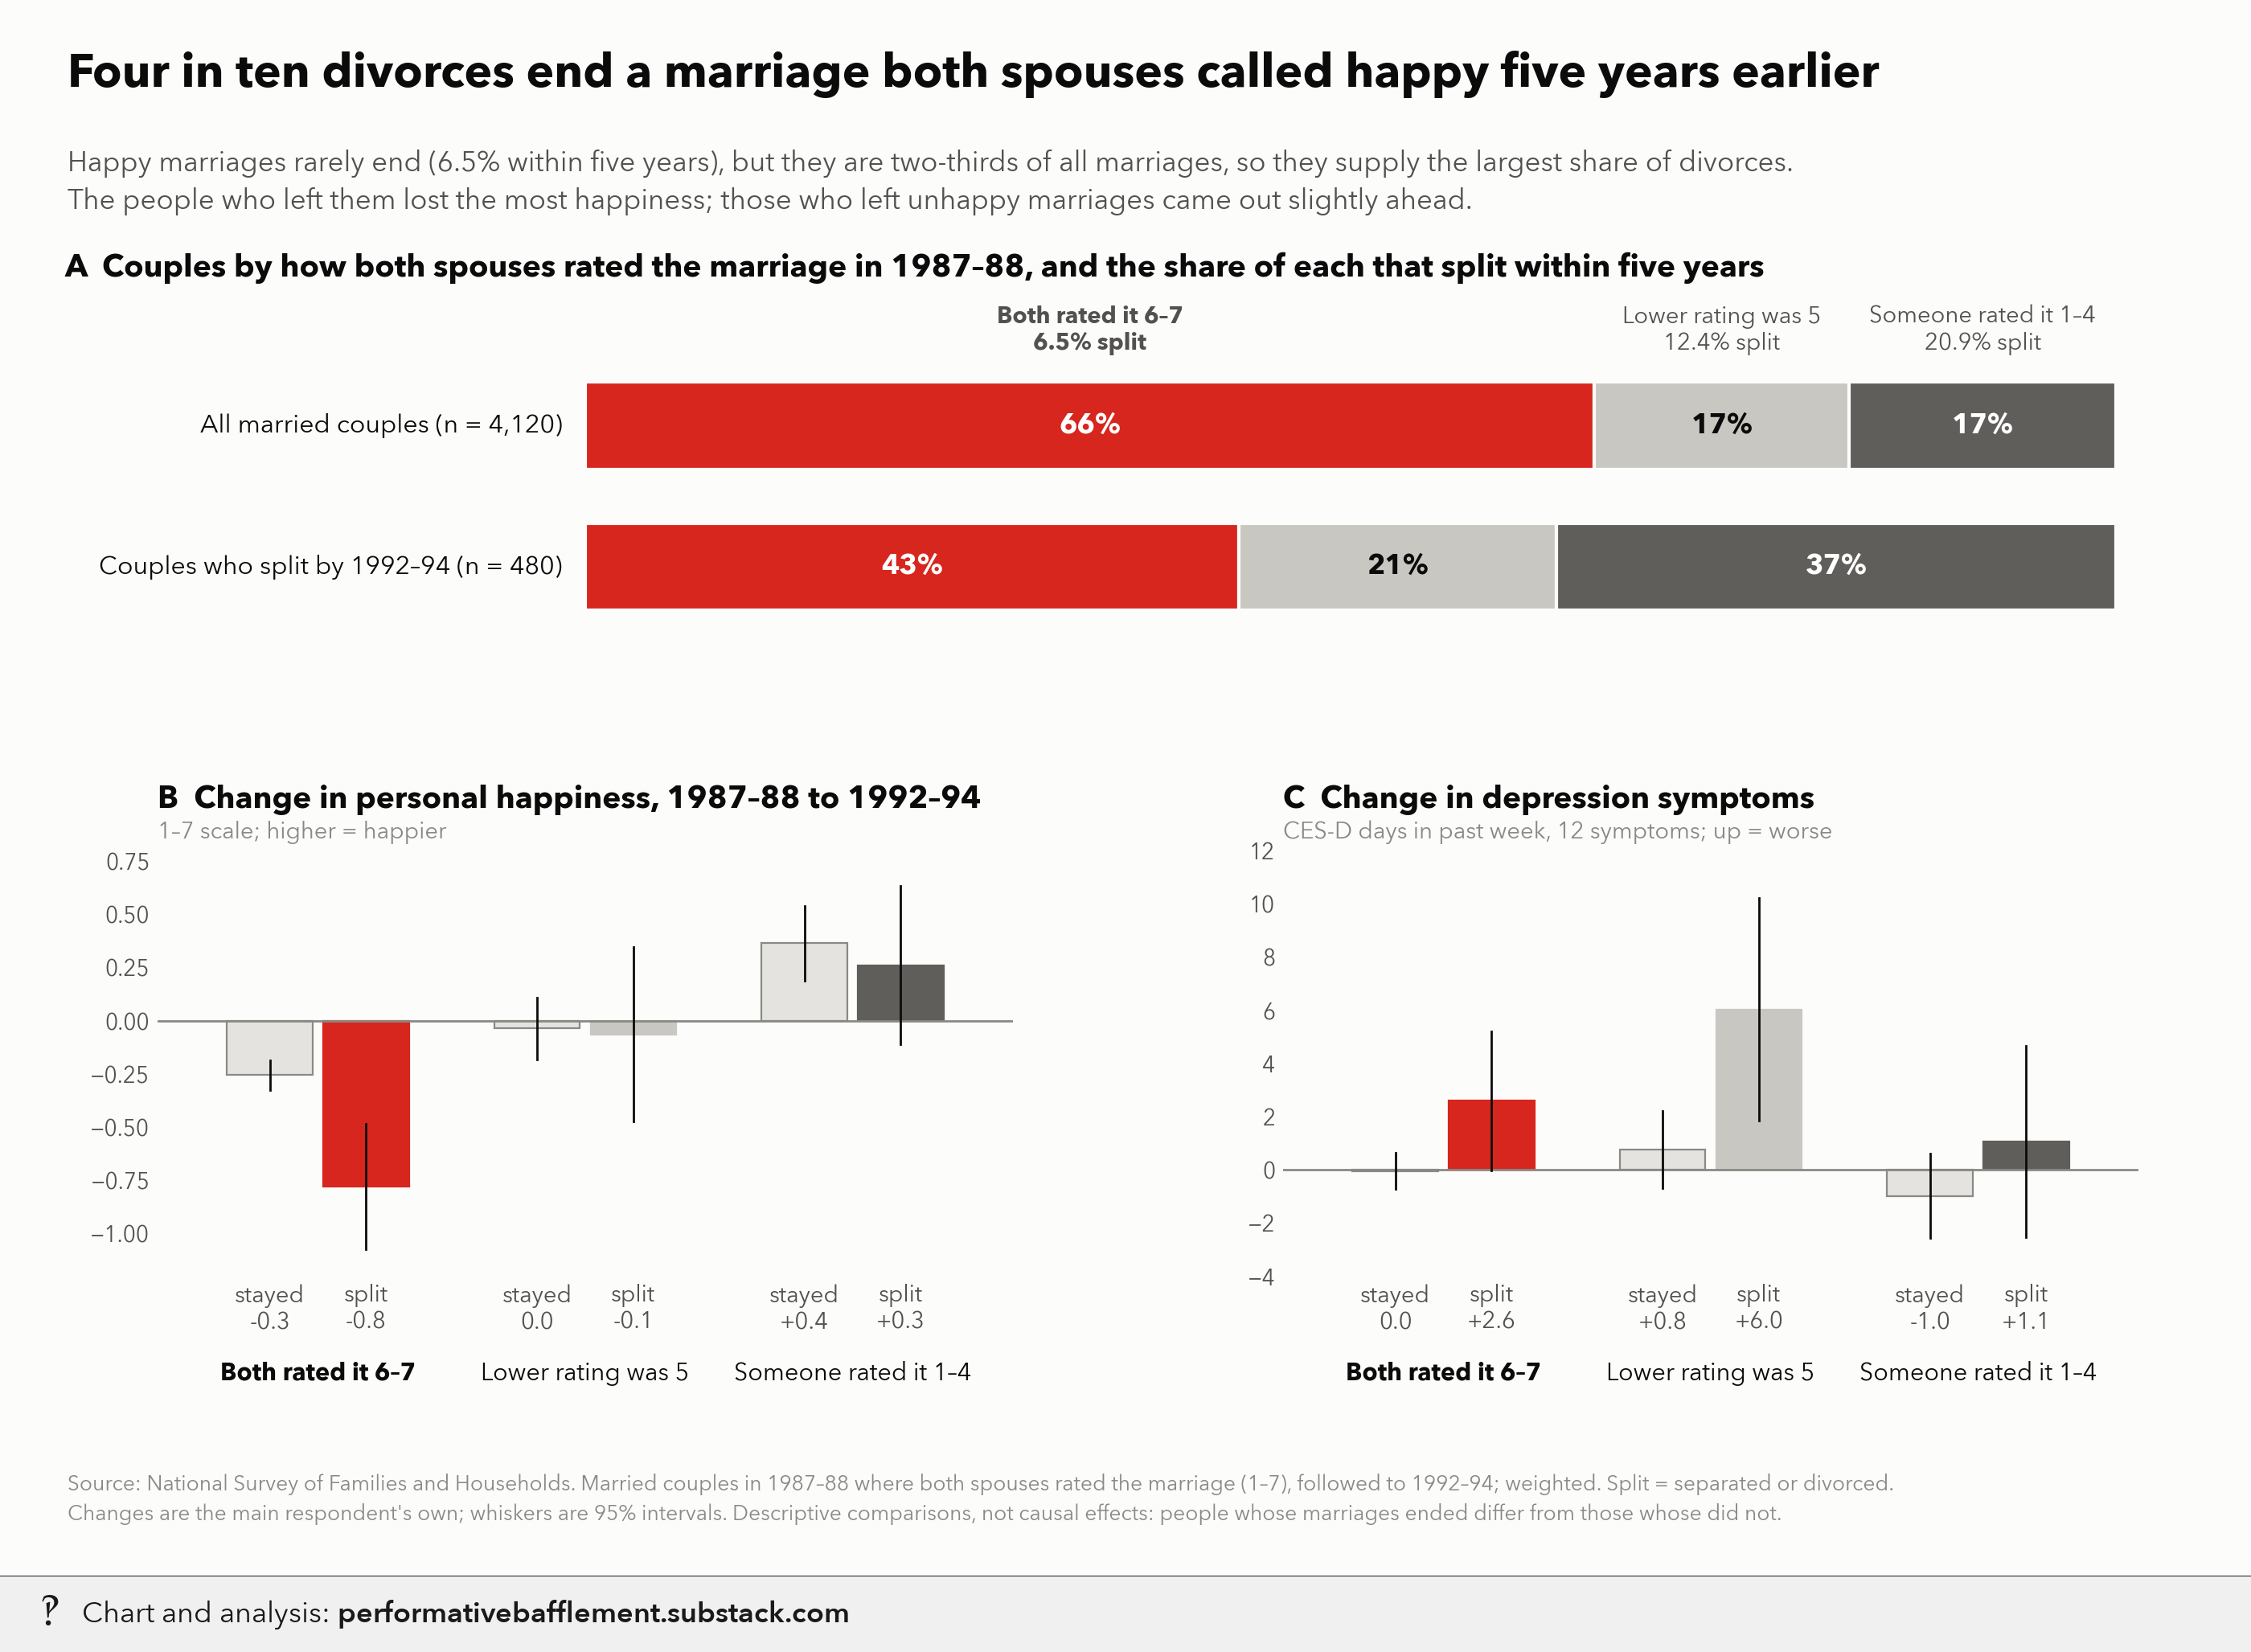 Four in ten divorces end a marriage both spouses called happy five years earlier
Happy marriages rarely end (6.5% within five years), but they are two-thirds of all marriages, so they supply the largest share of divorces.
The people who left them lost the most happiness; those who left unhappy marriages came out slightly ahead.
A Couples by how both spouses rated the marriage in 1987–88, and the share of each that split within five years
Both rated it 6–7
6.5% split
Lower rating was 5
12.4% split
Someone rated it 1–4
20.9% split
All married couples (n = 4,120)
66%
17%
17%
Couples who split by 1992–94 (n = 480)
43%
21%
37%
B Change in personal happiness, 1987–88 to 1992–94
1–7 scale; higher = happier
0.75
0.50
0.25
0.00
−0.25
−0.50
−0.75
−1.00
stayed
-0.3
split
-0.8
stayed
0.0
split
-0.1
stayed
+0.4
split
+0.3
Both rated it 6–7
Lower rating was 5
Someone rated it 1–4
C Change in depression symptoms
CES-D days in past week, 12 symptoms; up = worse
12
10
8
6
4
2
0
−2
−4
stayed
0.0
split
+2.6
stayed
+0.8
split
+6.0
stayed
-1.0
split
+1.1
Both rated it 6–7
Lower rating was 5
Someone rated it 1–4
Source: National Survey of Families and Households. Married couples in 1987–88 where both spouses rated the marriage (1–7), followed to 1992–94; weighted. Split = separated or divorced.
Changes are the main respondent's own; whiskers are 95% intervals. Descriptive comparisons, not causal effects: people whose marriages ended differ from those whose did not.
‽ Chart and analysis: performativebafflement.substack.com